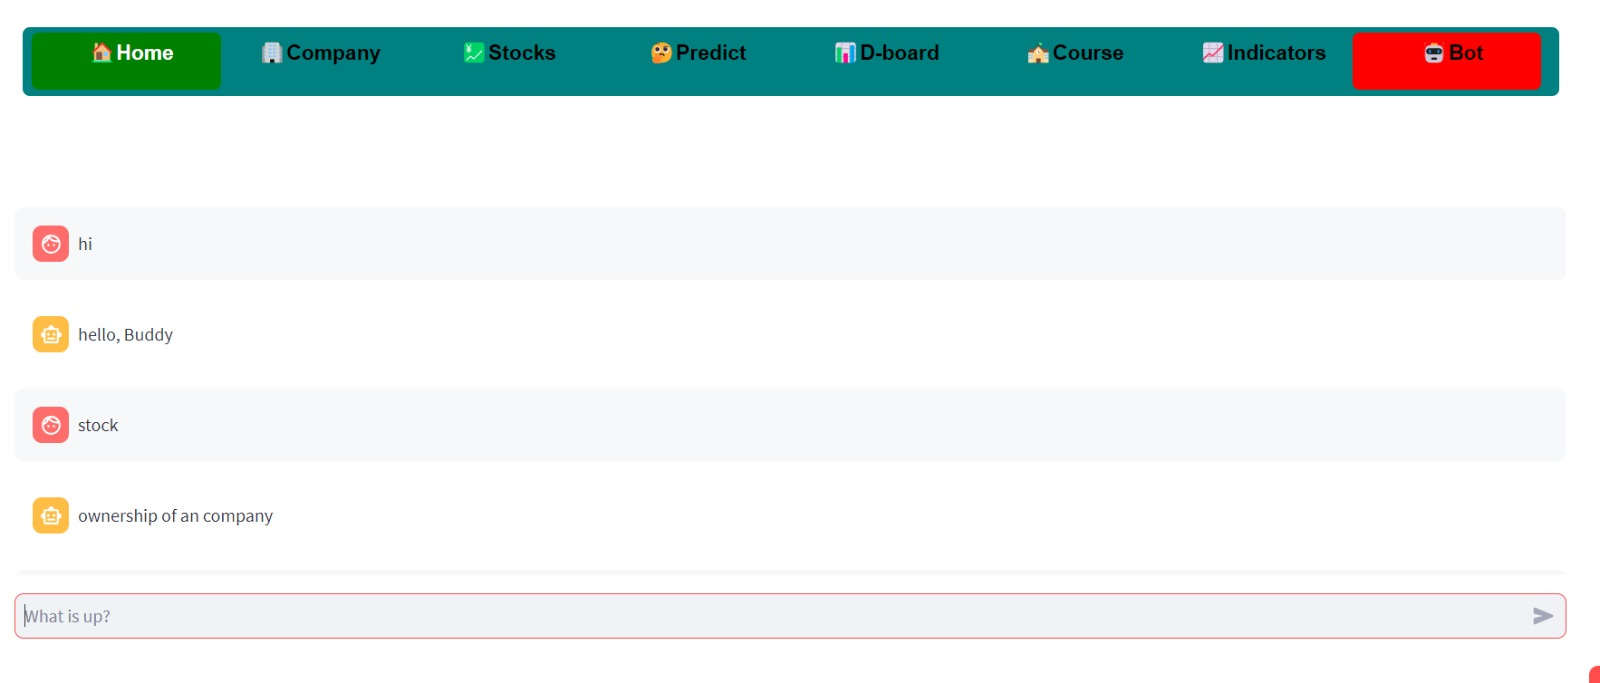 Home Company Stocks Predict D-board Course Indicators Bot
hi
hello, Buddy
stock
ownership of an company
What is up?